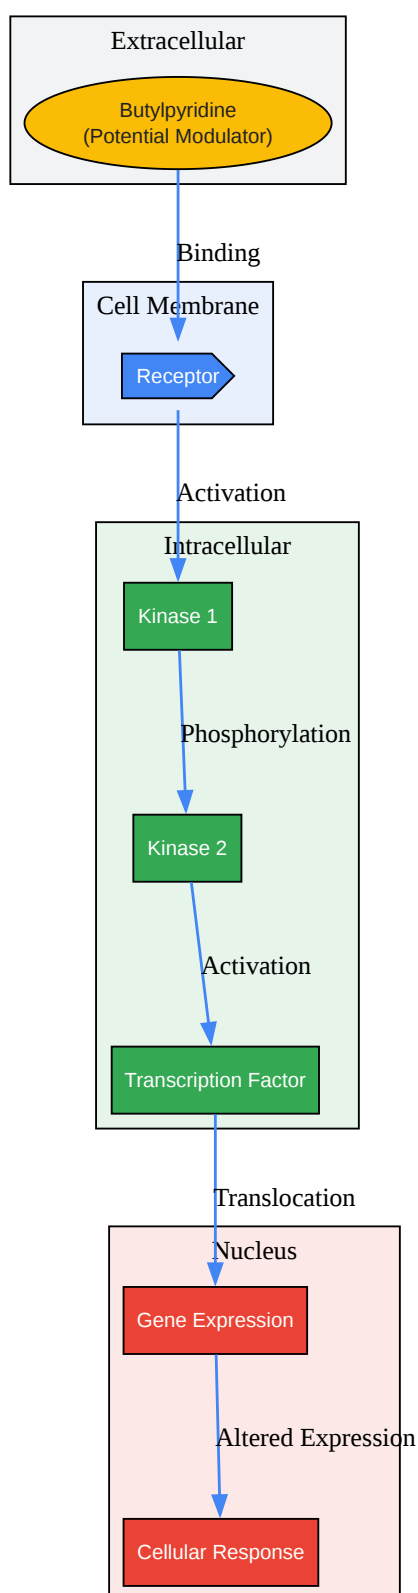 Extracellular
Butylpyridine
(Potential Modulator)
Binding
Cell Membrane
Receptor
Activation
Intracellular
Kinase 1
Phosphorylation
Kinase 2
Activation
Transcription Factor
Translocation
Nucleus
Gene Expression
Altered Expression
Cellular Response